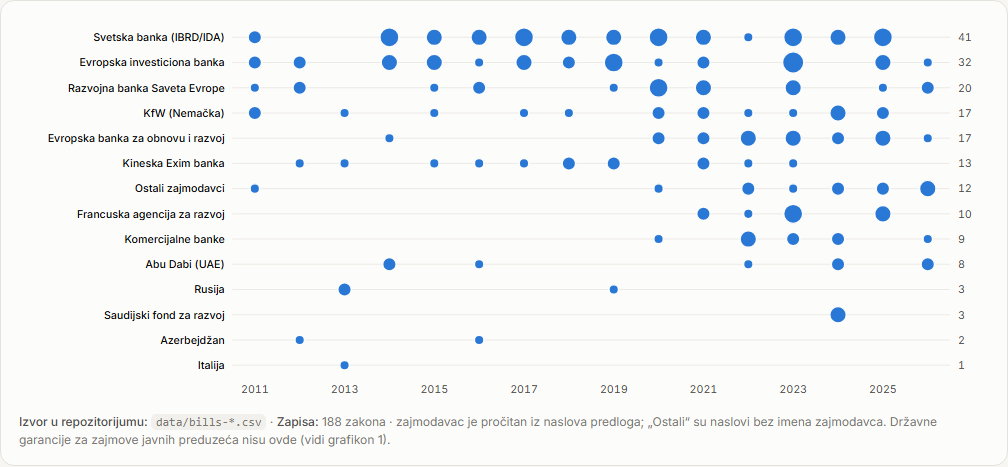 Svetska banka (IBRD/IDA) 41
Evropska investiciona banka 32
Razvojna banka Saveta Evrope 20
KfW (Nemačka) 17
Evropska banka za obnovu i razvoj 17
Kineska Exim banka 13
Ostali zajmodavci 12
Francuska agencija za razvoj 10
Komercijalne banke 9
Abu Dabi (UAE) 8
Rusija 3
Saudijski fond za razvoj 3
Azerbejdžan 2
Italija 1
2011 2013 2015 2017 2019 2021 2023 2025
Izvor u repozitorijumu: data/bills-*.csv · Zapisa: 188 zakona · zajmodavac je pročitan iz naslova predloga; „Ostali“ su naslovi bez imena zajmodavca. Državne
garancije za zajmove javnih preduzeća nisu ovde (vidi grafikon 1).